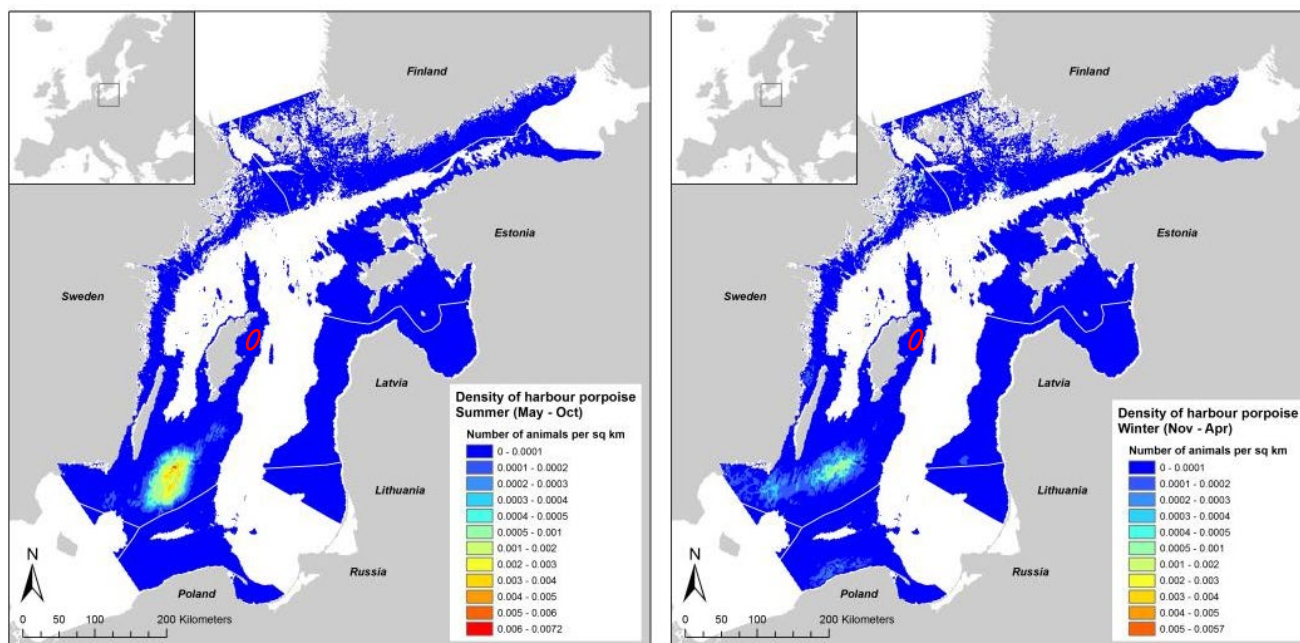 Finland
Estonia
Sweden
Latvia
Density of harbour porpoise
Summer (May - Oct)
Number of animals per sq km
0 - 0.0001
0.0001 - 0.0002
0.0002 - 0.0003
0.0003 - 0.0004
0.0004 - 0.0005
0.0005 - 0.001
0.001 - 0.002
0.002 - 0.003
0.003 - 0.004
0.004 - 0.005
0.005 - 0.006
0.006 - 0.0072
Lithuania
Russia
Poland
N
0 50 100 200 Kilometers
Finland
Estonia
Sweden
Latvia
Density of harbour porpoise
Winter (Nov - Apr)
Number of animals per sq km
0 - 0.0001
0.0001 - 0.0002
0.0002 - 0.0003
0.0003 - 0.0004
0.0004 - 0.0005
0.0005 - 0.001
0.001 - 0.002
0.002 - 0.003
0.003 - 0.004
0.004 - 0.005
0.005 - 0.0057
Lithuania
Russia
Poland
N
0 50 100 200 Kilometers